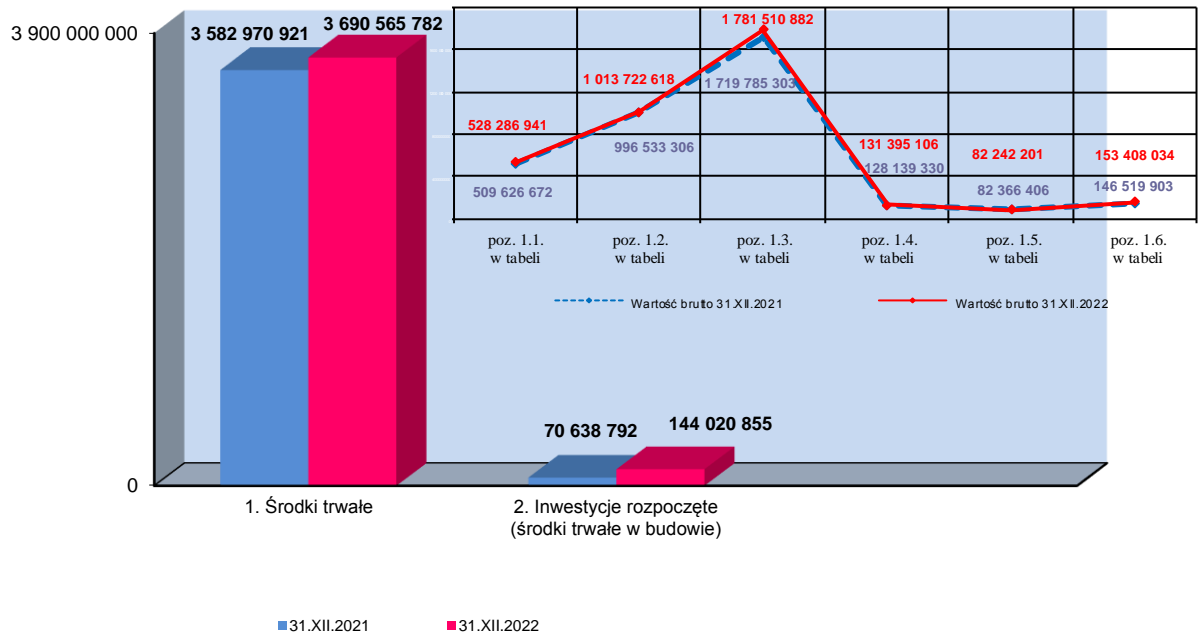 3 900 000 000
3 582 970 921
3 690 565 782
1 781 510 882
1 013 722 618
1 719 785 303
528 286 941
996 533 306
131 395 106
128 139 330
82 242 201
153 408 034
509 626 672
82 366 406
146 519 903
poz. 1.1.
w tabeli
poz. 1.2.
w tabeli
poz. 1.3.
w tabeli
poz. 1.4.
w tabeli
poz. 1.5.
w tabeli
poz. 1.6.
w tabeli
Wartość brutto 31.XII.2021
Wartość brutto 31.XII.2022
70 638 792
144 020 855
0
1. Środki trwałe
2. Inwestycje rozpoczęte
(środki trwałe w budowie)
31.XII.2021
31.XII.2022